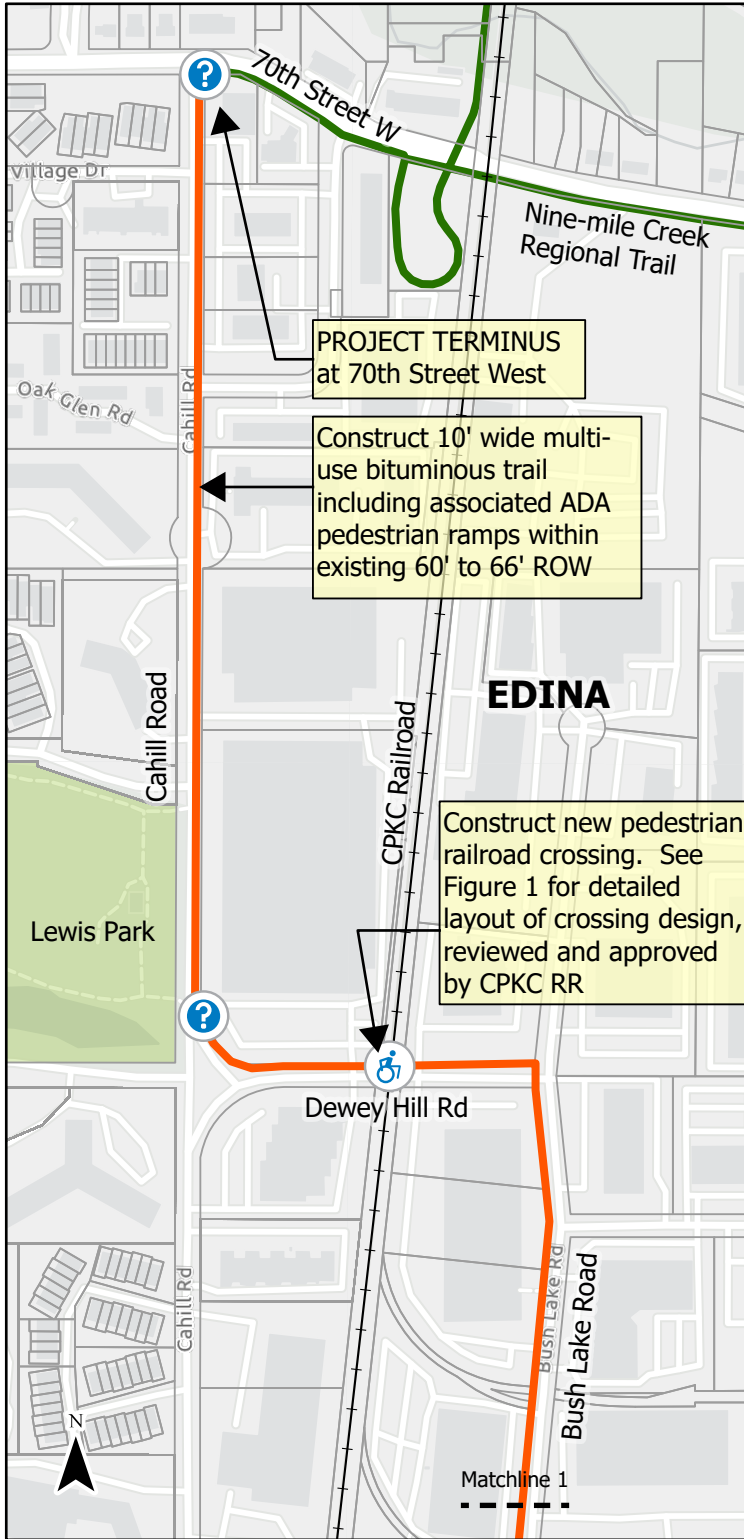 70th Street W
Village Dr
Nine-mile Creek
Regional Trail
PROJECT TERMINUS
at 70th Street West
Oak Glen Rd
Cahill Rd
Construct 10' wide multi-
use bituminous trail
including associated ADA
pedestrian ramps within
existing 60' to 66' ROW
EDINA
Cahill Road
CPKC Railroad
Construct new pedestrian
railroad crossing.  See
Figure 1 for detailed
layout of crossing design,
reviewed and approved
by CPKC RR
Lewis Park
?
?
Dewey Hill Rd
Cahill Rd
Bush Lake Rd
Bush Lake Road
N
Matchline 1